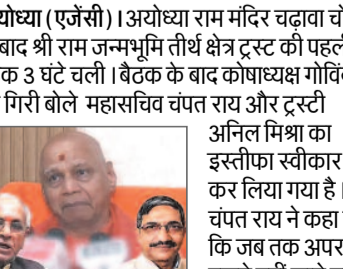 योध्या (एजेंसी)। अयोध्या राम मंदिर चढ़ावा चो
बाद श्री राम जन्मभूमि तीर्थ क्षेत्र ट्रस्ट की पहली
क 3 घंटे चली। बैठक के बाद कोषाध्यक्ष गोविं
गिरी बोले महासचिव चंपत राय और ट्रस्टी
अनिल मिश्रा का
इस्तीफा स्वीकार
कर लिया गया है।
चंपत राय ने कहा
कि जब तक अपर